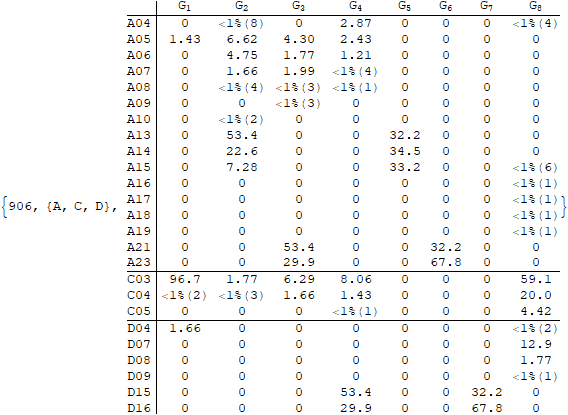 G1 G2 G3 G4 G5 G6 G7 G8
A04 0 <1%(8) 0 2.87 0 0 0 <1%(4)
A05 1.43 6.62 4.30 2.43 0 0 0 0
A06 0 4.75 1.77 1.21 0 0 0 0
A07 0 1.66 1.99 <1%(4) 0 0 0 0
A08 0 <1%(4) <1%(3) <1%(1) 0 0 0 0
A09 0 0 <1%(3) 0 0 0 0 0
A10 0 <1%(2) 0 0 0 0 0 0
A13 0 53.4 0 0 32.2 0 0 0
A14 0 22.6 0 0 34.5 0 0 0
A15 0 7.28 0 0 33.2 0 0 <1%(6)
A16 0 0 0 0 0 0 0 <1%(1)
{906, {A, C, D}, A17 0 0 0 0 0 0 0 <1%(1) }
A18 0 0 0 0 0 0 0 <1%(1)
A19 0 0 0 0 0 0 0 <1%(1)
A21 0 0 53.4 0 0 32.2 0 0
A23 0 0 29.9 0 0 67.8 0 0
C03 96.7 1.77 6.29 8.06 0 0 0 59.1
C04 <1%(2) <1%(3) 1.66 1.43 0 0 0 20.0
C05 0 0 0 <1%(1) 0 0 0 4.42
D04 1.66 0 0 0 0 0 0 <1%(2)
D07 0 0 0 0 0 0 0 12.9
D08 0 0 0 0 0 0 0 1.77
D09 0 0 0 0 0 0 0 <1%(1)
D15 0 0 0 53.4 0 0 32.2 0
D16 0 0 0 29.9 0 0 67.8 0